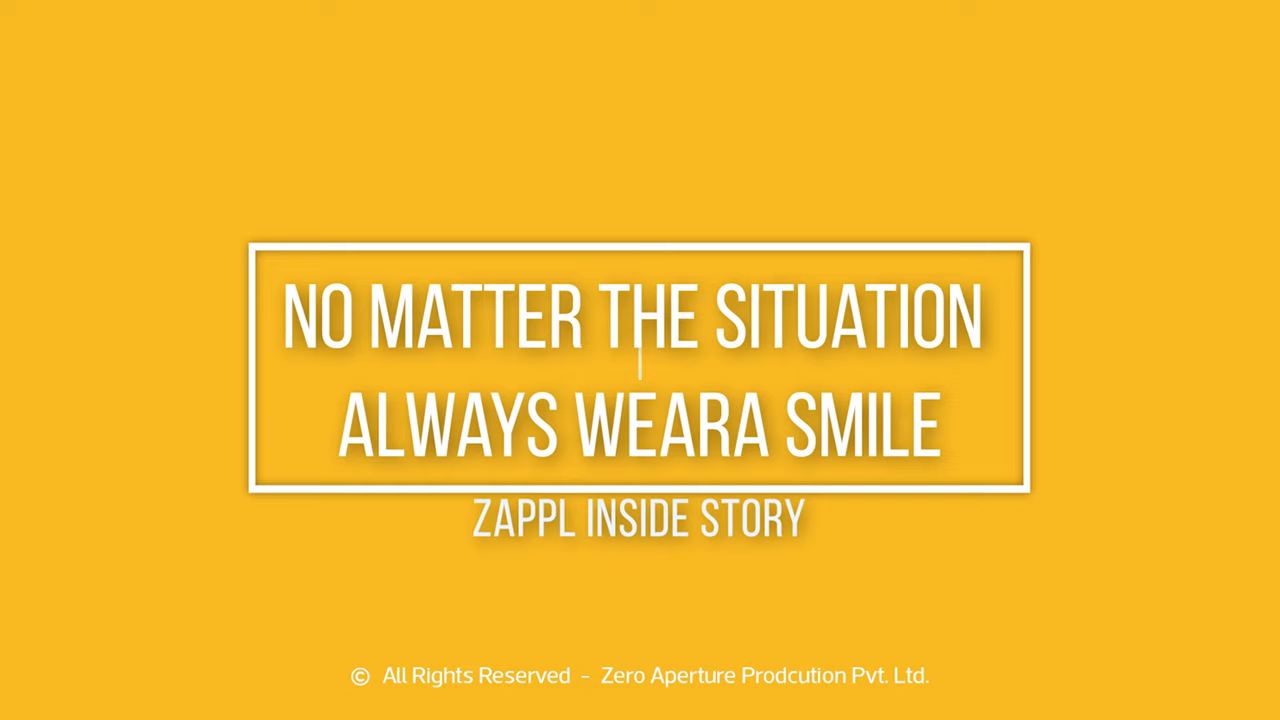 NO MATTER THE SITUATION
ALWAYS WEARA SMILE
ZAPPL INSIDE STORY
© All Rights Reserved - Zero Aperture Prodcution Pvt. Ltd.